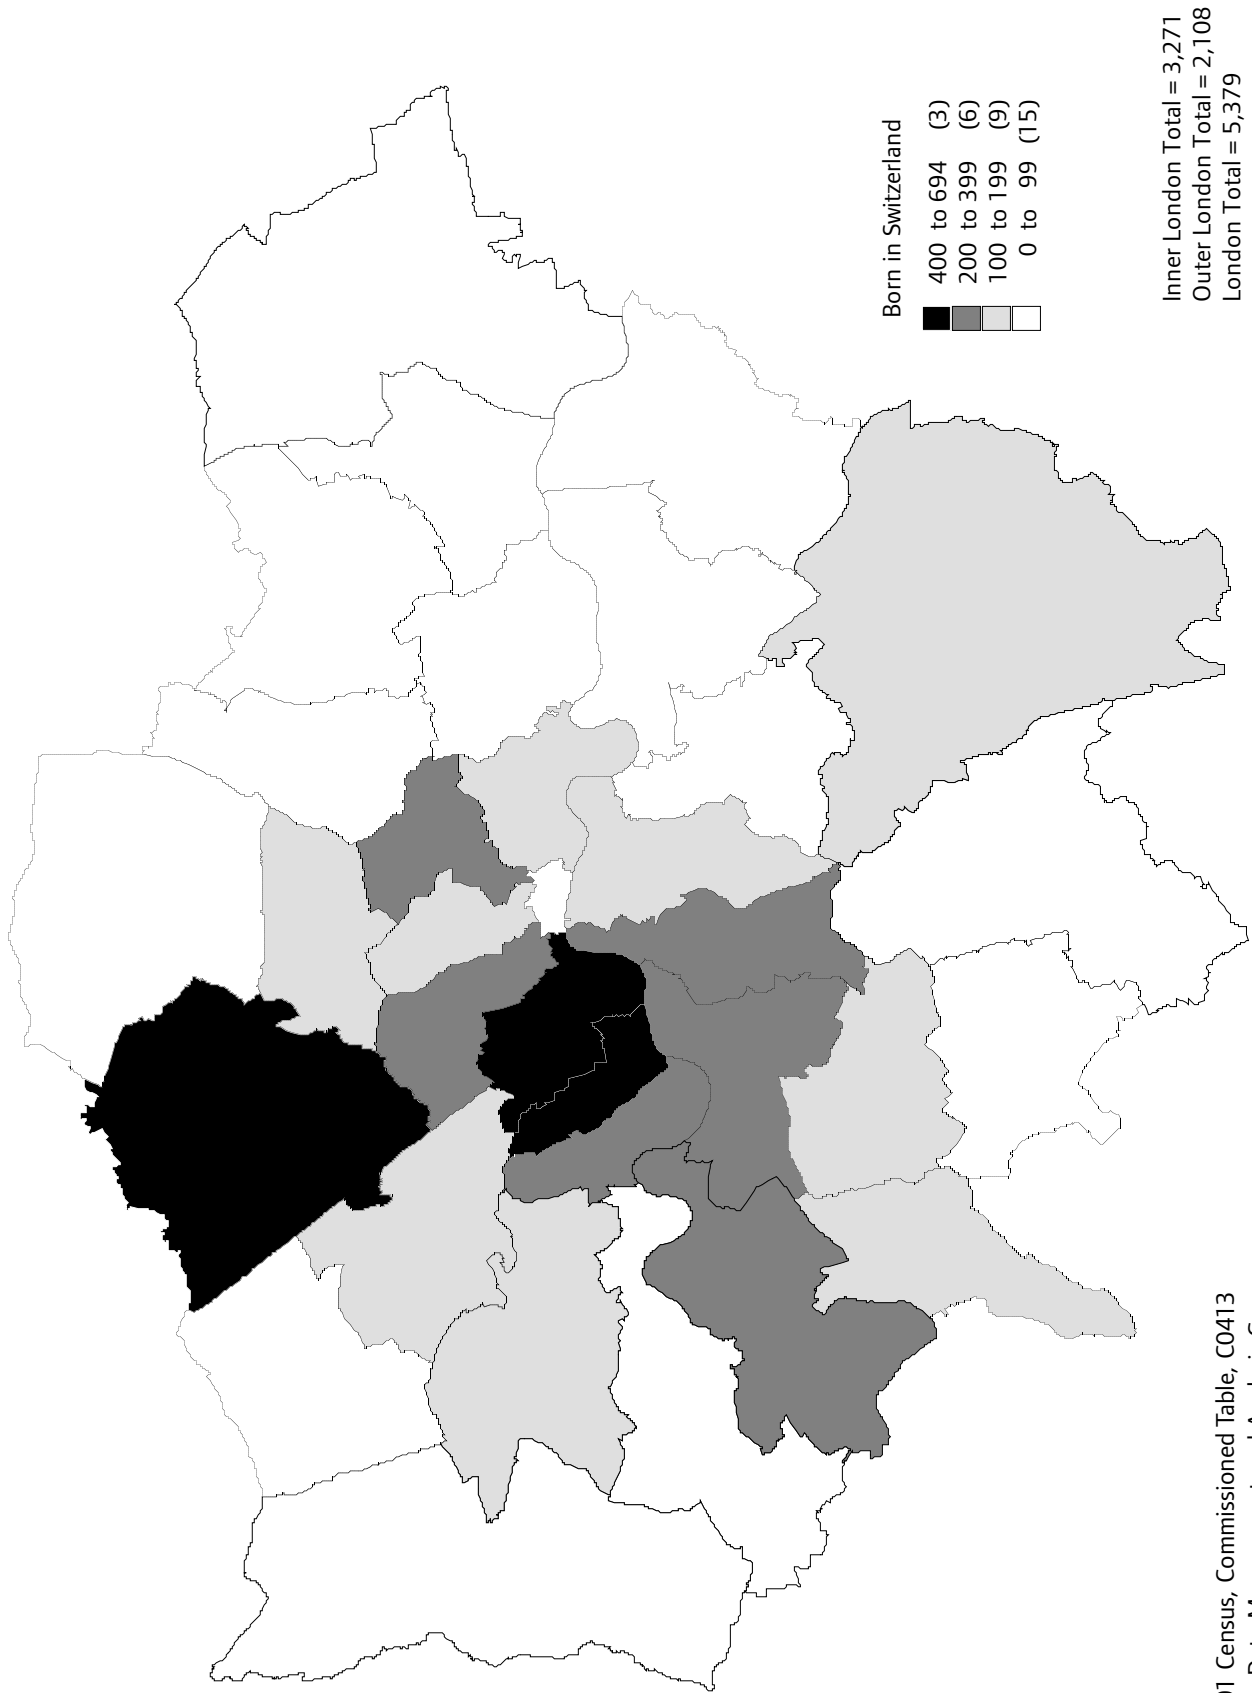 Born in Switzerland
400 to 694 (3)
200 to 399 (6)
100 to 199 (9)
0 to 99 (15)
Inner London Total = 3,271
Outer London Total = 2,108
London Total = 5,379
Census, Commissioned Table, C0413